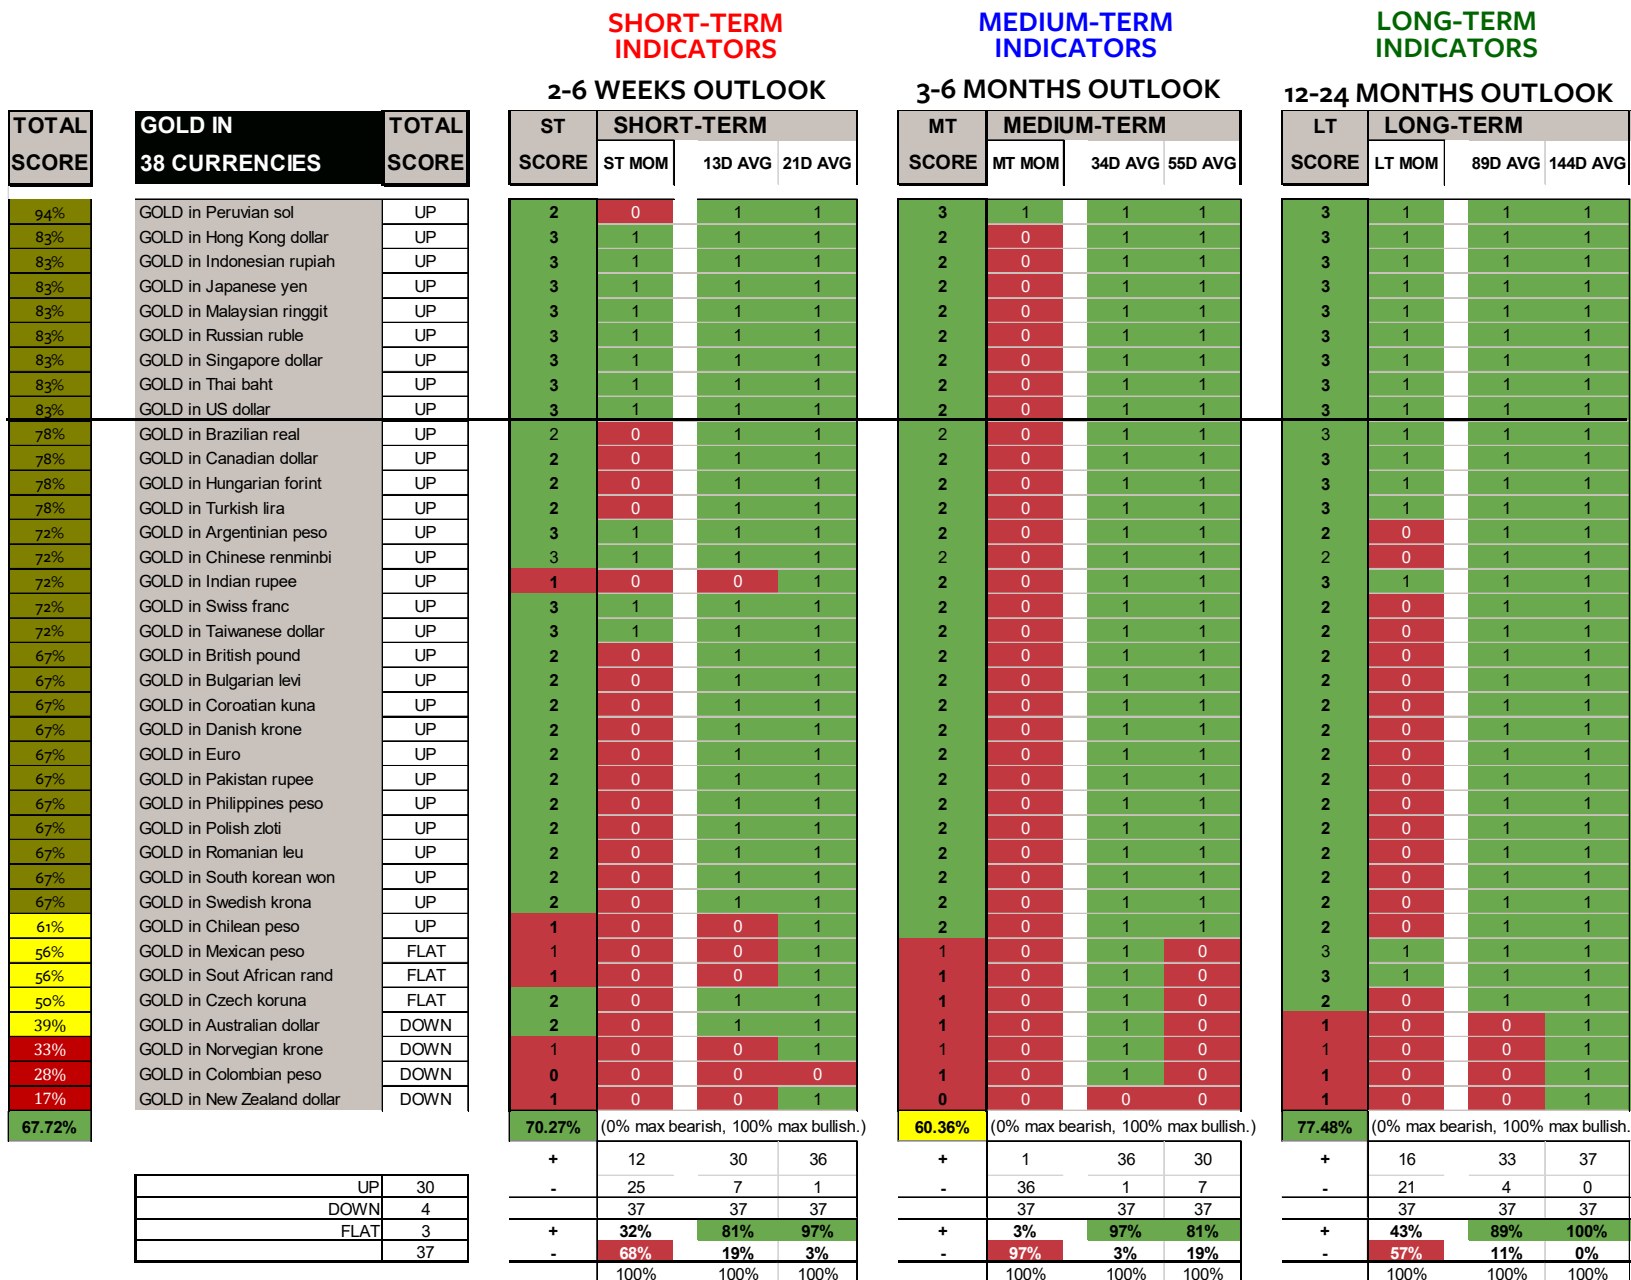 SHORT-TERM MEDIUM-TERM LONG-TERM
INDICATORS INDICATORS INDICATORS
2-6 WEEKS OUTLOOK 3-6 MONTHS OUTLOOK 12-24 MONTHS OUTLOOK
TOTAL GOLD IN TOTAL ST SHORT-TERM MT MEDIUM-TERM LT LONG-TERM
SCORE 38 CURRENCIES SCORE SCORE ST MOM 13D AVG 21D AVG SCORE MT MOM 34D AVG 55D AVG SCORE LT MOM 89D AVG 144D AVG
94% GOLD in Peruvian sol UP 2 0 1 1 3 1 1 1 3 1 1 1
83% GOLD in Hong Kong dollar UP 3 1 1 1 2 0 1 1 3 1 1 1
83% GOLD in Indonesian rupiah UP 3 1 1 1 2 0 1 1 3 1 1 1
83% GOLD in Japanese yen UP 3 1 1 1 2 0 1 1 3 1 1 1
83% GOLD in Malaysian ringgit UP 3 1 1 1 2 0 1 1 3 1 1 1
83% GOLD in Russian ruble UP 3 1 1 1 2 0 1 1 3 1 1 1
83% GOLD in Singapore dollar UP 3 1 1 1 2 0 1 1 3 1 1 1
83% GOLD in Thai baht UP 3 1 1 1 2 0 1 1 3 1 1 1
83% GOLD in US dollar UP 3 1 1 1 2 0 1 1 3 1 1 1
78% GOLD in Brazilian real UP 2 0 1 1 2 0 1 1 3 1 1 1
78% GOLD in Canadian dollar UP 2 0 1 1 2 0 1 1 3 1 1 1
78% GOLD in Hungarian forint UP 2 0 1 1 2 0 1 1 3 1 1 1
78% GOLD in Turkish lira UP 2 0 1 1 2 0 1 1 3 1 1 1
72% GOLD in Argentinian peso UP 3 1 1 1 2 0 1 1 2 0 1 1
72% GOLD in Chinese renminbi UP 3 1 1 1 2 0 1 1 2 0 1 1
72% GOLD in Indian rupee UP 1 0 0 1 2 0 1 1 3 1 1 1
72% GOLD in Swiss franc UP 3 1 1 1 2 0 1 1 2 0 1 1
72% GOLD in Taiwanese dollar UP 3 1 1 1 2 0 1 1 2 0 1 1
67% GOLD in British pound UP 2 0 1 1 2 0 1 1 2 0 1 1
67% GOLD in Bulgarian levi UP 2 0 1 1 2 0 1 1 2 0 1 1
67% GOLD in Coroatian kuna UP 2 0 1 1 2 0 1 1 2 0 1 1
67% GOLD in Danish krone UP 2 0 1 1 2 0 1 1 2 0 1 1
67% GOLD in Euro UP 2 0 1 1 2 0 1 1 2 0 1 1
67% GOLD in Pakistan rupee UP 2 0 1 1 2 0 1 1 2 0 1 1
67% GOLD in Philippines peso UP 2 0 1 1 2 0 1 1 2 0 1 1
67% GOLD in Polish zloti UP 2 0 1 1 2 0 1 1 2 0 1 1
67% GOLD in Romanian leu UP 2 0 1 1 2 0 1 1 2 0 1 1
67% GOLD in South korean won UP 2 0 1 1 2 0 1 1 2 0 1 1
67% GOLD in Swedish krona UP 2 0 1 1 2 0 1 1 2 0 1 1
61% GOLD in Chilean peso UP 1 0 0 1 2 0 1 1 2 0 1 1
56% GOLD in Mexican peso FLAT 1 0 0 1 1 0 1 0 3 1 1 1
56% GOLD in Sout African rand FLAT 1 0 0 1 1 0 1 0 3 1 1 1
50% GOLD in Czech koruna FLAT 2 0 1 1 1 0 1 0 2 0 1 1
39% GOLD in Australian dollar DOWN 2 0 1 1 1 0 1 0 1 0 0 1
33% GOLD in Norvegian krone DOWN 1 0 0 1 1 0 1 0 1 0 0 1
28% GOLD in Colombian peso DOWN 0 0 0 0 1 0 1 0 1 0 0 1
17% GOLD in New Zealand dollar DOWN 1 0 0 1 0 0 0 0 1 0 0 1
67.72% 70.27% (0% max bearish, 100% max bullish.) 60.36% (0% max bearish, 100% max bullish.) 77.48% (0% max bearish, 100% max bullish.
+ 12 30 36 + 1 36 30 + 16 33 37
UP 30 - 25 7 1 - 36 1 7 - 21 4 0
DOWN 4 37 37 37 37 37 37 37 37 37
FLAT 3 + 32% 81% 97% + 3% 97% 81% + 43% 89% 100%
37 - 68% 19% 3% - 97% 3% 19% - 57% 11% 0%
100% 100% 100% 100% 100% 100% 100% 100% 100%